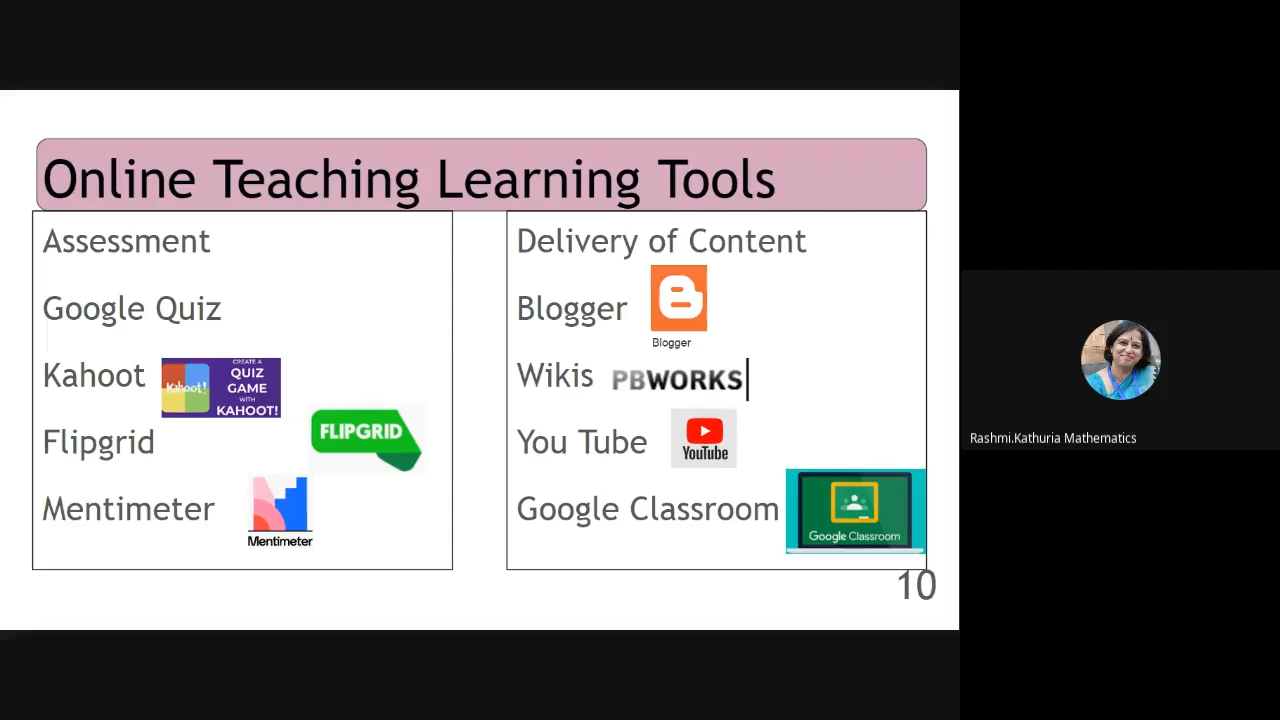 Online Teaching Learning Tools
Assessment
Google Quiz
Kahoot
Kahoot!
CREATE A
QUIZ
GAME
WITH
KAHOOT!
Flipgrid
FLIPGRID
Mentimeter
Mentimeter
Delivery of Content
Blogger
Blogger
Wikis
PBWORKS
You Tube
YouTube
Google Classroom
Google Classroom
10
Rashmi.Kathuria Mathematics